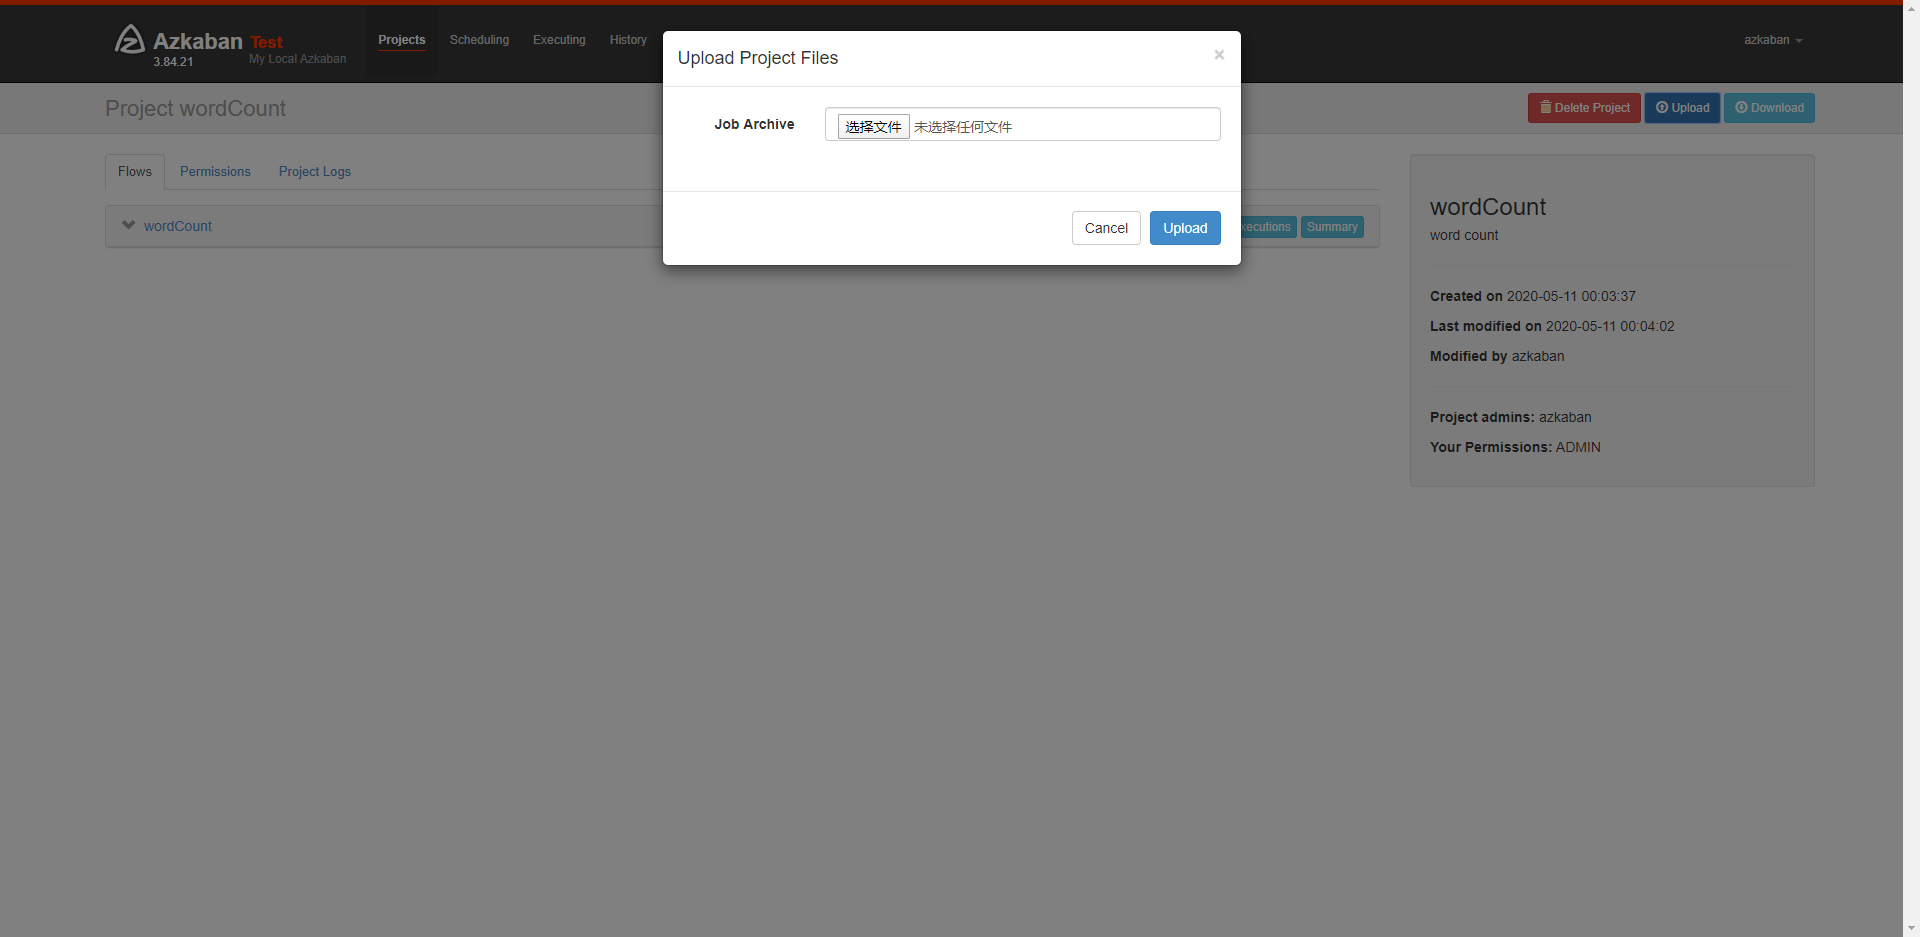 Azkaban Test
3.84.21 My Local Azkaban
Projects Scheduling Executing History
azkaban
Upload Project Files
×
Project wordCount
Delete Project Upload Download
Job Archive 选择文件 未选择任何文件
Flows Permissions Project Logs
wordCount
Summary
Cancel Upload
wordCount
word count
Created on 2020-05-11 00:03:37
Last modified on 2020-05-11 00:04:02
Modified by azkaban
Project admins: azkaban
Your Permissions: ADMIN